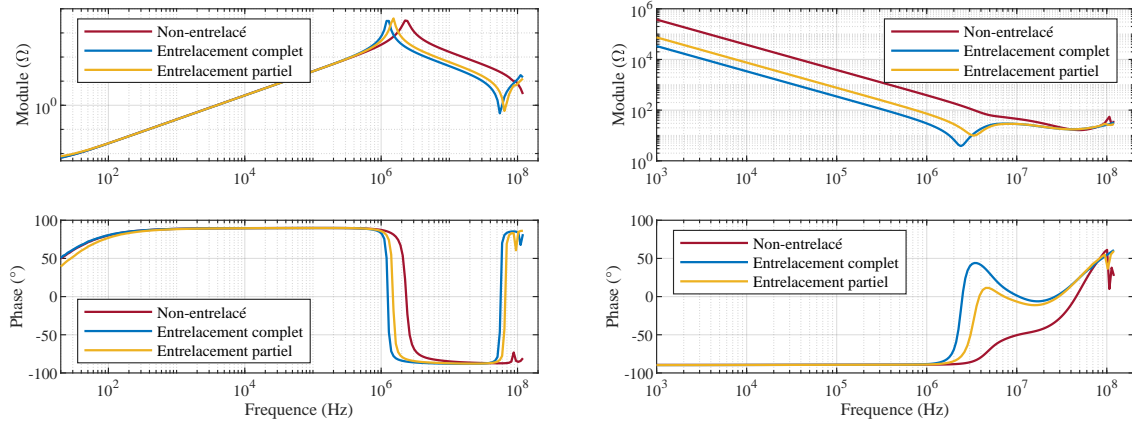 Module (Ω)
10^0
Non-entrelacé
Entrelacement complet
Entrelacement partiel
10^2 10^4 10^6 10^8
Phase (°)
100
50
0
-50
-100
Non-entrelacé
Entrelacement complet
Entrelacement partiel
10^2 10^4 10^6 10^8
Frequence (Hz)
Module (Ω)
10^6
10^4
10^2
10^0
Non-entrelacé
Entrelacement complet
Entrelacement partiel
10^3 10^4 10^5 10^6 10^7 10^8
Phase (°)
100
50
0
-50
-100
Non-entrelacé
Entrelacement complet
Entrelacement partiel
10^3 10^4 10^5 10^6 10^7 10^8
Frequence (Hz)